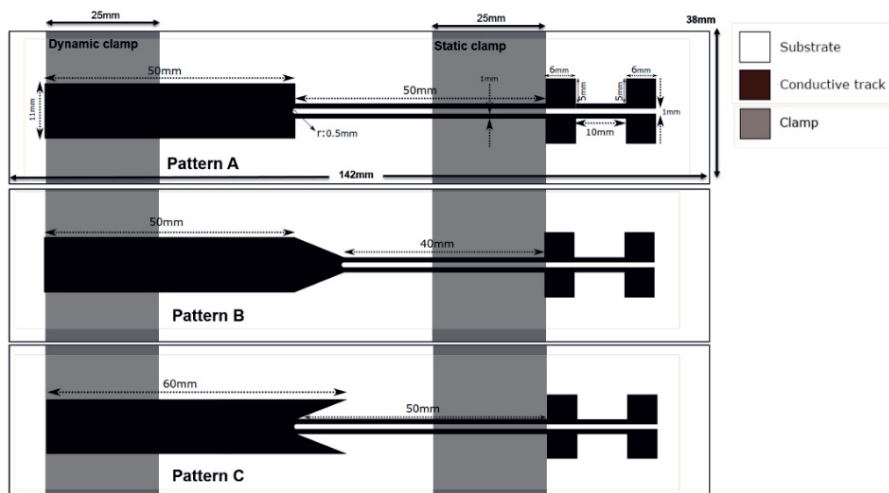 25mm
25mm
38mm
Dynamic clamp
Static clamp
50mm
6mm
6mm
1mm
50mm
5mm
5mm
11mm
1mm
r:0.5mm
10mm
Pattern A
142mm
Substrate
Conductive track
Clamp
50mm
40mm
Pattern B
60mm
50mm
Pattern C